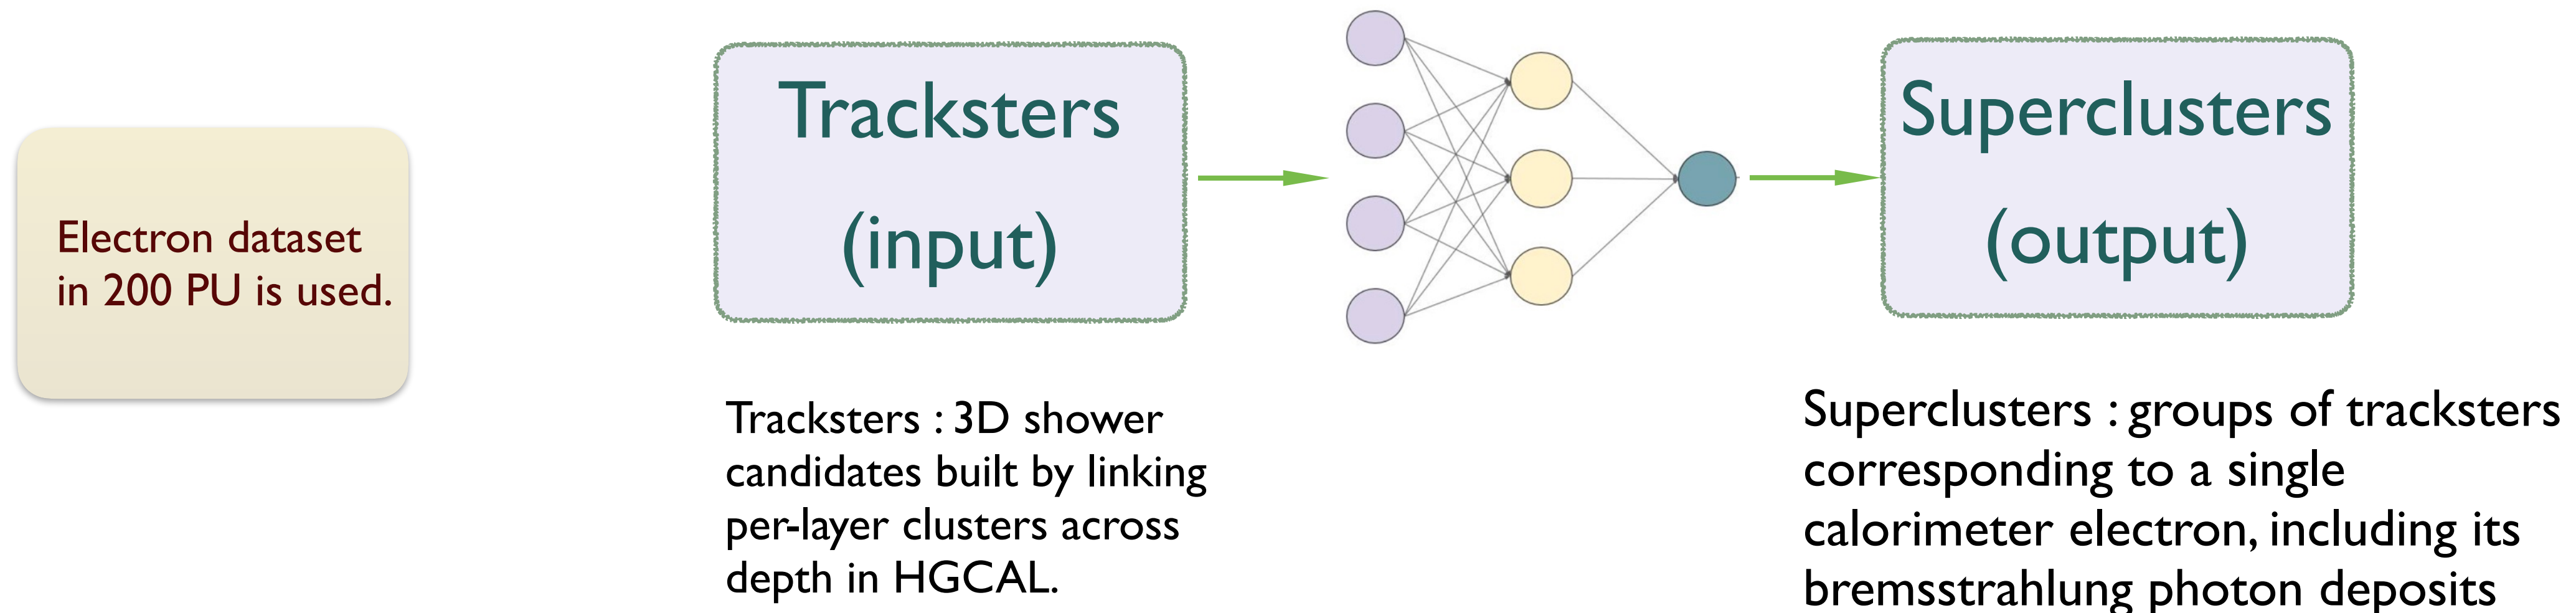 Electron dataset
in 200 PU is used.
Tracksters
(input)
Superclusters
(output)
Tracksters : 3D shower
candidates built by linking
per-layer clusters across
depth in HGCAL.
Superclusters : groups of tracksters
corresponding to a single
calorimeter electron, including its
bremsstrahlung photon deposits